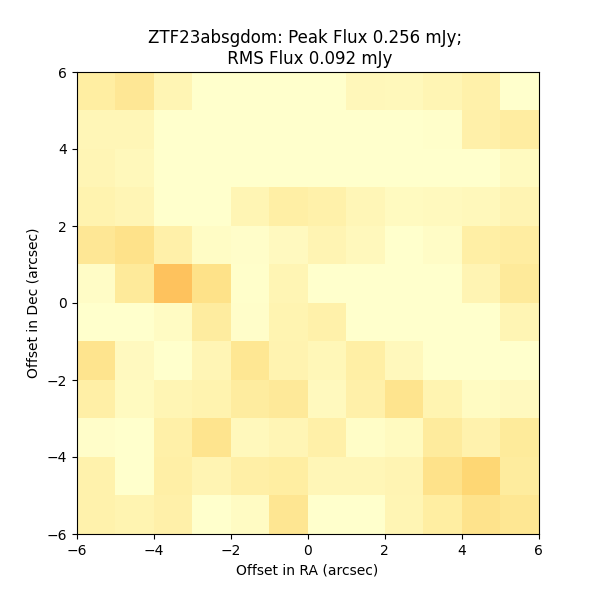 ZTF23absgdom: Peak Flux 0.256 mJy;
RMS Flux 0.092 mJy
6
4
2
0
−2
−4
−6
Offset in Dec (arcsec)
−6 −4 −2 0 2 4 6
Offset in RA (arcsec)